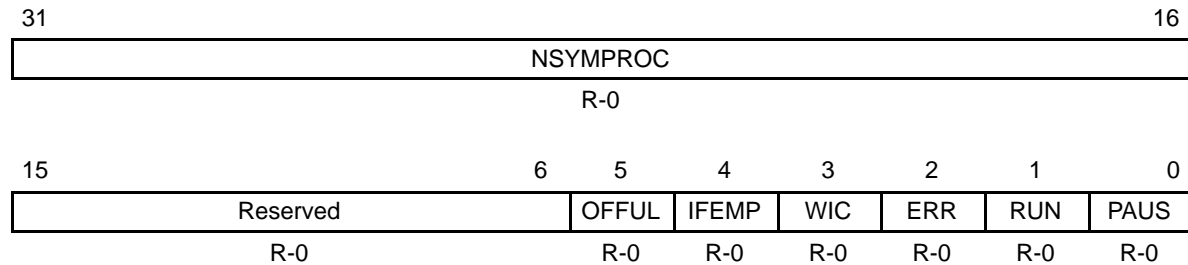 31 16
NSYMPROC
R-0
15 6 5 4 3 2 1 0
Reserved OFFUL IFEMP WIC ERR RUN PAUS
R-0 R-0 R-0 R-0 R-0 R-0 R-0